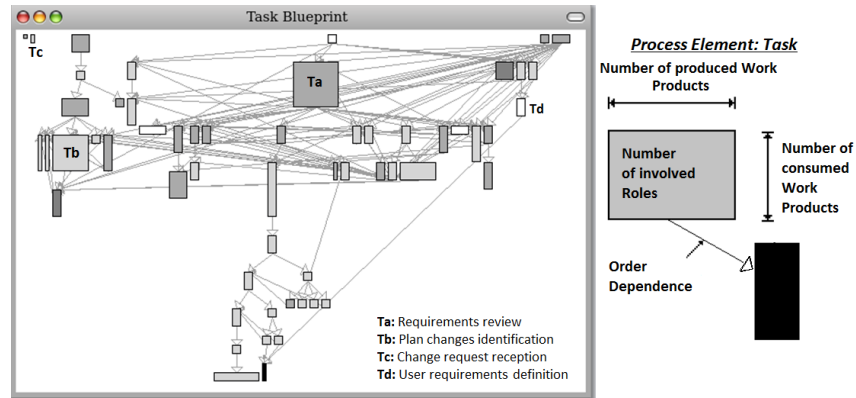 Task Blueprint
Tc
Ta
Td
Tb
Ta: Requirements review
Tb: Plan changes identification
Tc: Change request reception
Td: User requirements definition
Process Element: Task
Number of produced Work
Products
Number
of involved
Roles
Number of
consumed
Work
Products
Order
Dependence